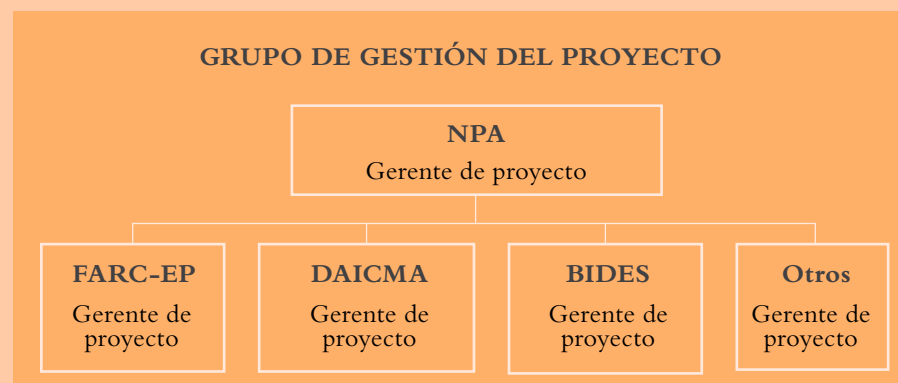 GRUPO DE GESTIÓN DEL PROYECTO
NPA
Gerente de proyecto
FARC-EP
Gerente de
proyecto
DAICMA
Gerente de
proyecto
BIDES
Gerente de
proyecto
Otros
Gerente de
proyecto